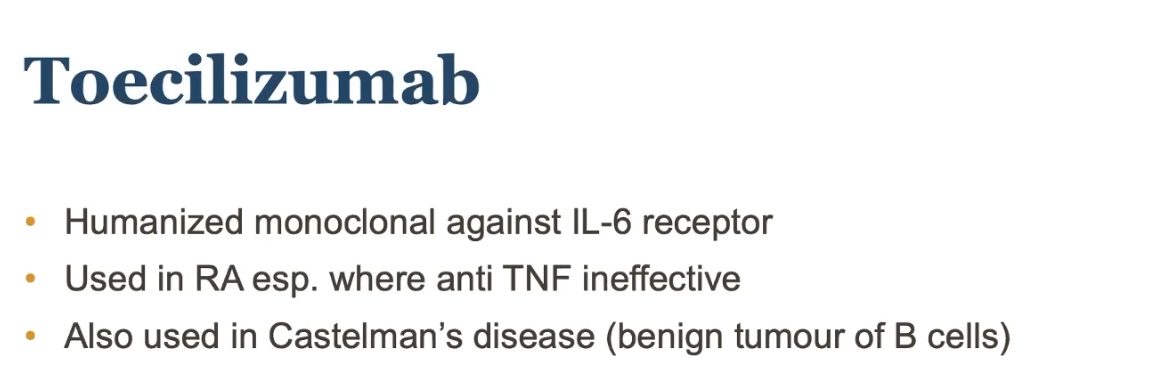 Toecilizumab
• Humanized monoclonal against IL-6 receptor
• Used in RA esp. where anti TNF ineffective
• Also used in Castelman’s disease (benign tumour of B cells)